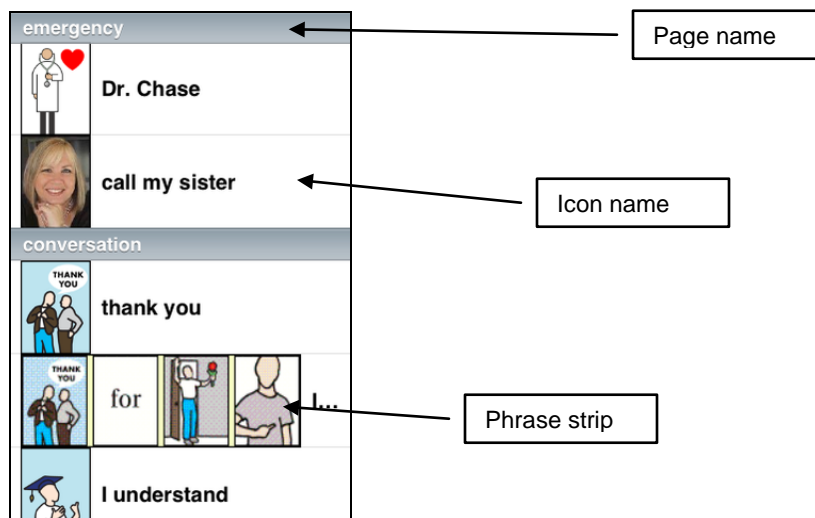 emergency
Page name
Dr. Chase
call my sister
Icon name
conversation
THANK
YOU
thank you
THANK
YOU
for
I...
Phrase strip
I understand